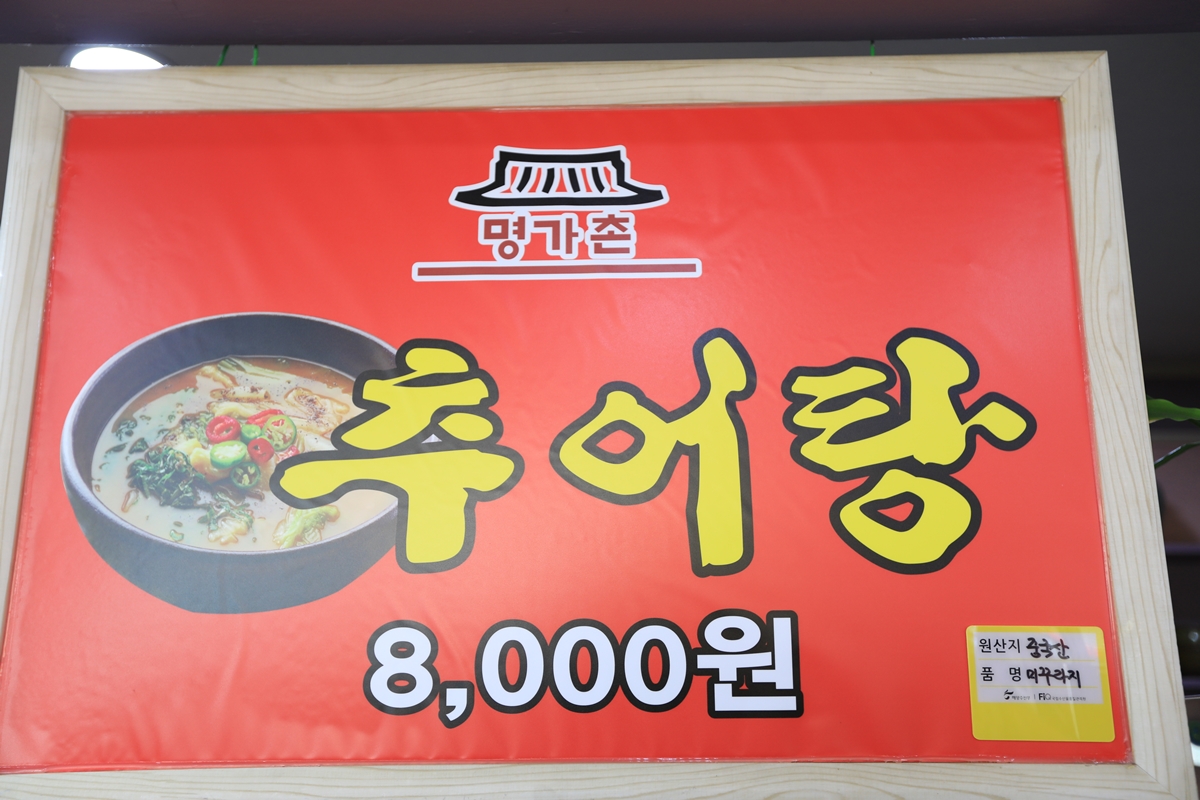 명가촌
추어탕
8,000원
원산지 중국산
품 명 미꾸라지